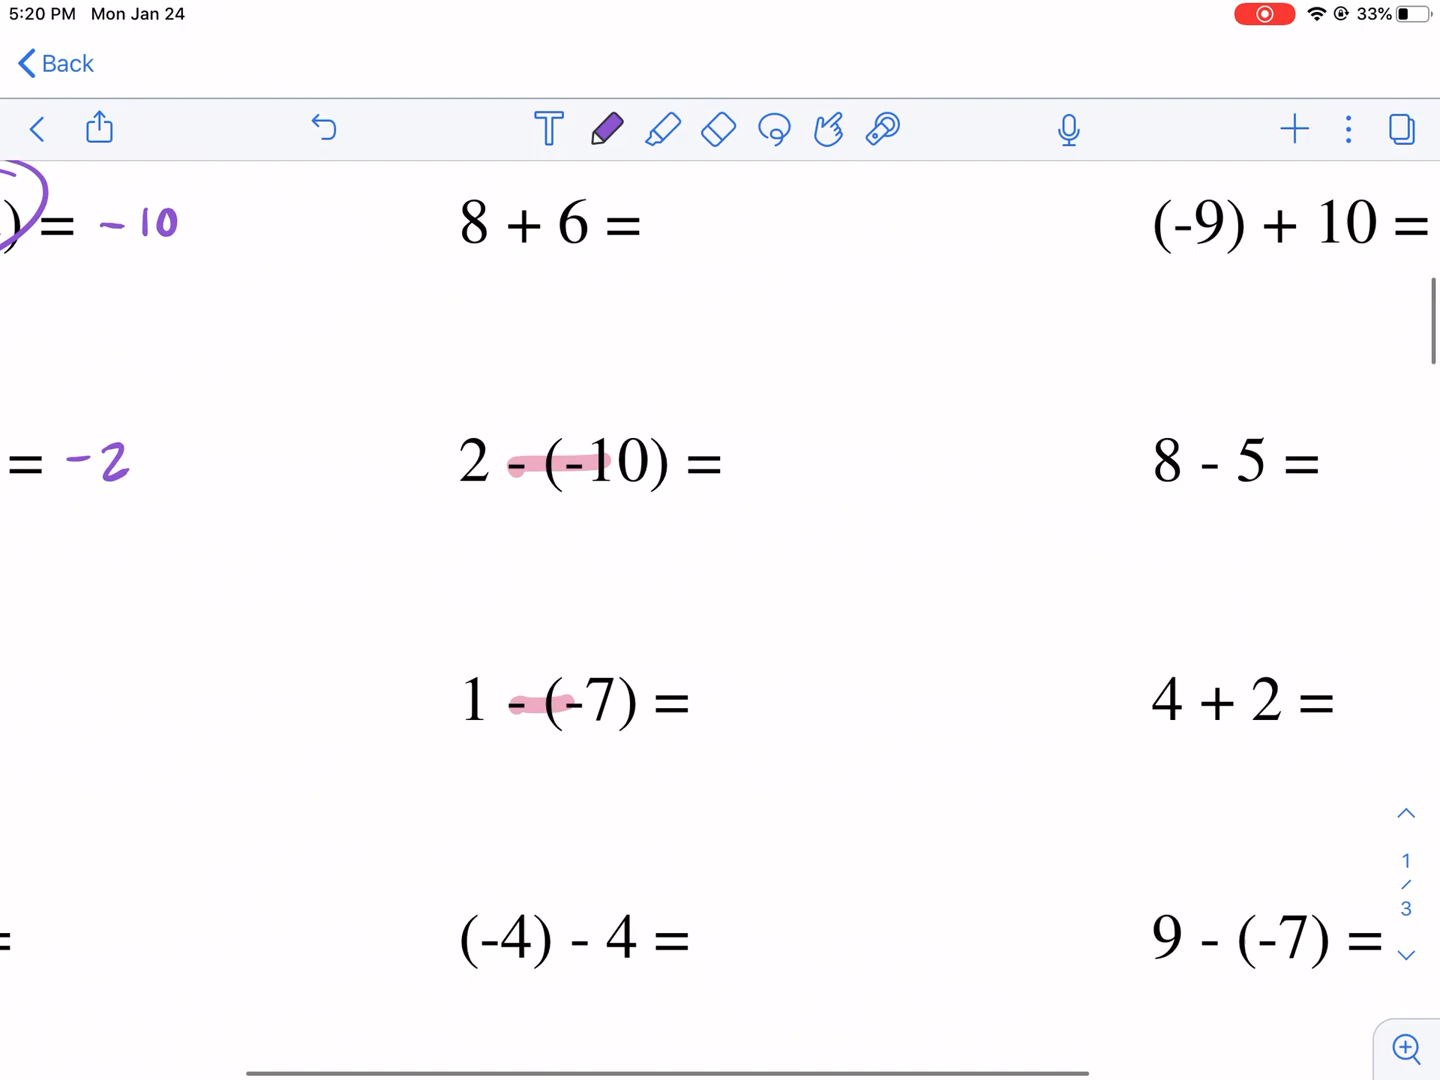 5:20 PM Mon Jan 24 33%
Back
T
) = -10 8 + 6 = (-9) + 10 =
= -2 2 - (-10) = 8 - 5 =
1 - (-7) = 4 + 2 =
1
/
3
= (-4) - 4 = 9 - (-7) =